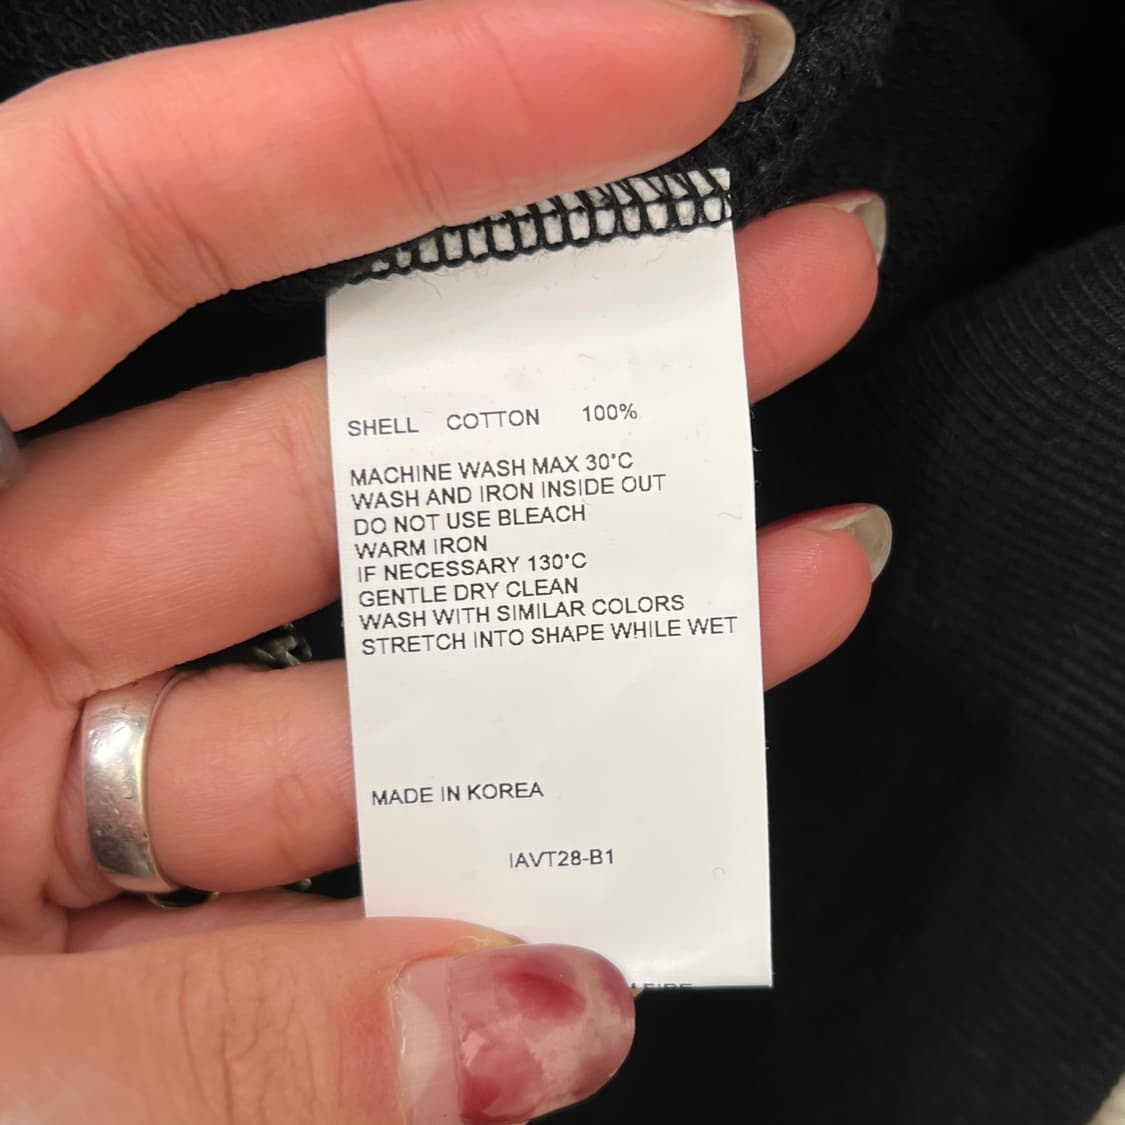 SHELL COTTON 100%
MACHINE WASH MAX 30°C
WASH AND IRON INSIDE OUT
DO NOT USE BLEACH
WARM IRON
IF NECESSARY 130°C
GENTLE DRY CLEAN
WASH WITH SIMILAR COLORS
STRETCH INTO SHAPE WHILE WET
MADE IN KOREA
IAVT28-B1